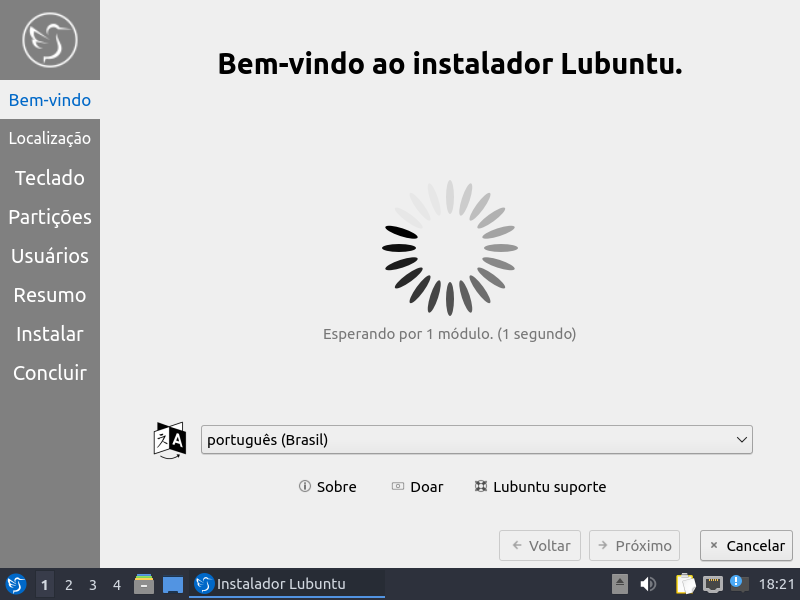 Bem-vindo ao instalador Lubuntu.
Bem-vindo
Localização
Teclado
Partições
Usuários
Resumo
Instalar
Concluir
Esperando por 1 módulo. (1 segundo)
português (Brasil)
Sobre Doar Lubuntu suporte
Voltar Próximo Cancelar
1 2 3 4 Instalador Lubuntu 18:21